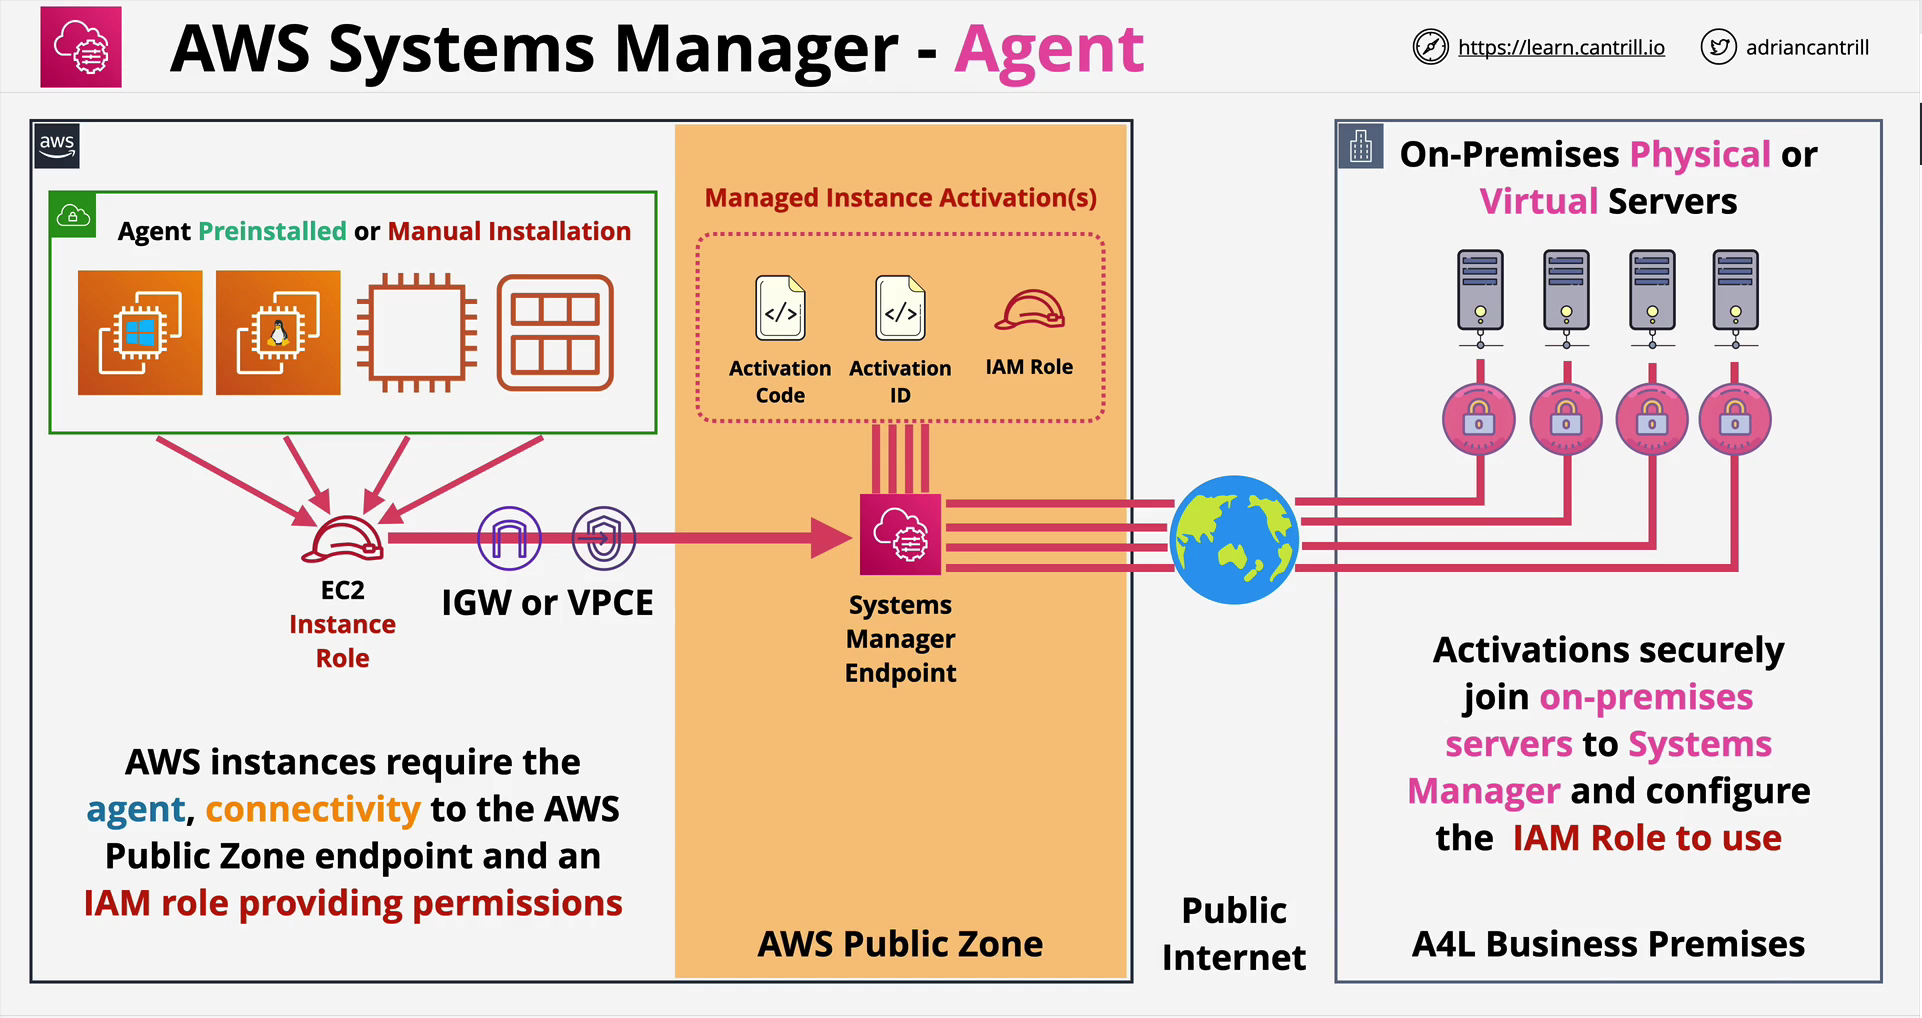 AWS Systems Manager - Agent
https://learn.cantrill.io
adriancantrill
aws
Agent Preinstalled or Manual Installation
EC2
Instance
Role
IGW or VPCE
AWS instances require the
agent, connectivity to the AWS
Public Zone endpoint and an
IAM role providing permissions
Managed Instance Activation(s)
</>
</>
Activation
Code
Activation
ID
IAM Role
Systems
Manager
Endpoint
AWS Public Zone
Public
Internet
On-Premises Physical or
Virtual Servers
Activations securely
join on-premises
servers to Systems
Manager and configure
the IAM Role to use
A4L Business Premises